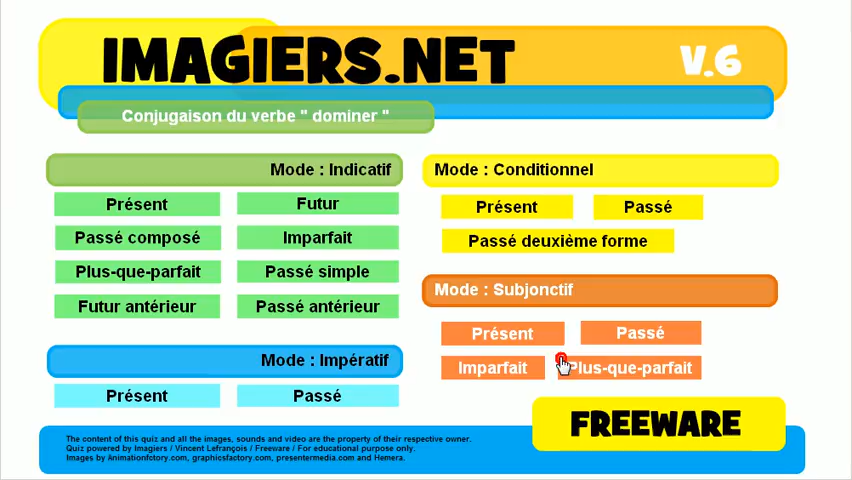 IMAGIERS.NET
V.6
Conjugaison du verbe " dominer "
Mode : Indicatif
Présent
Futur
Passé composé
Imparfait
Plus-que-parfait
Passé simple
Futur antérieur
Passé antérieur
Mode : Impératif
Présent
Passé
Mode : Conditionnel
Présent
Passé
Passé deuxième forme
Mode : Subjonctif
Présent
Passé
Imparfait
Plus-que-parfait
FREEWARE
The content of this quiz and all the images, sounds and video are the property of their respective owner.
Quiz powered by Imagiers / Vincent Lefrançois / Freeware / For educational purpose only.
Images by Animationfctory.com, graphicsfactory.com, presentermedia.com and Hemera.